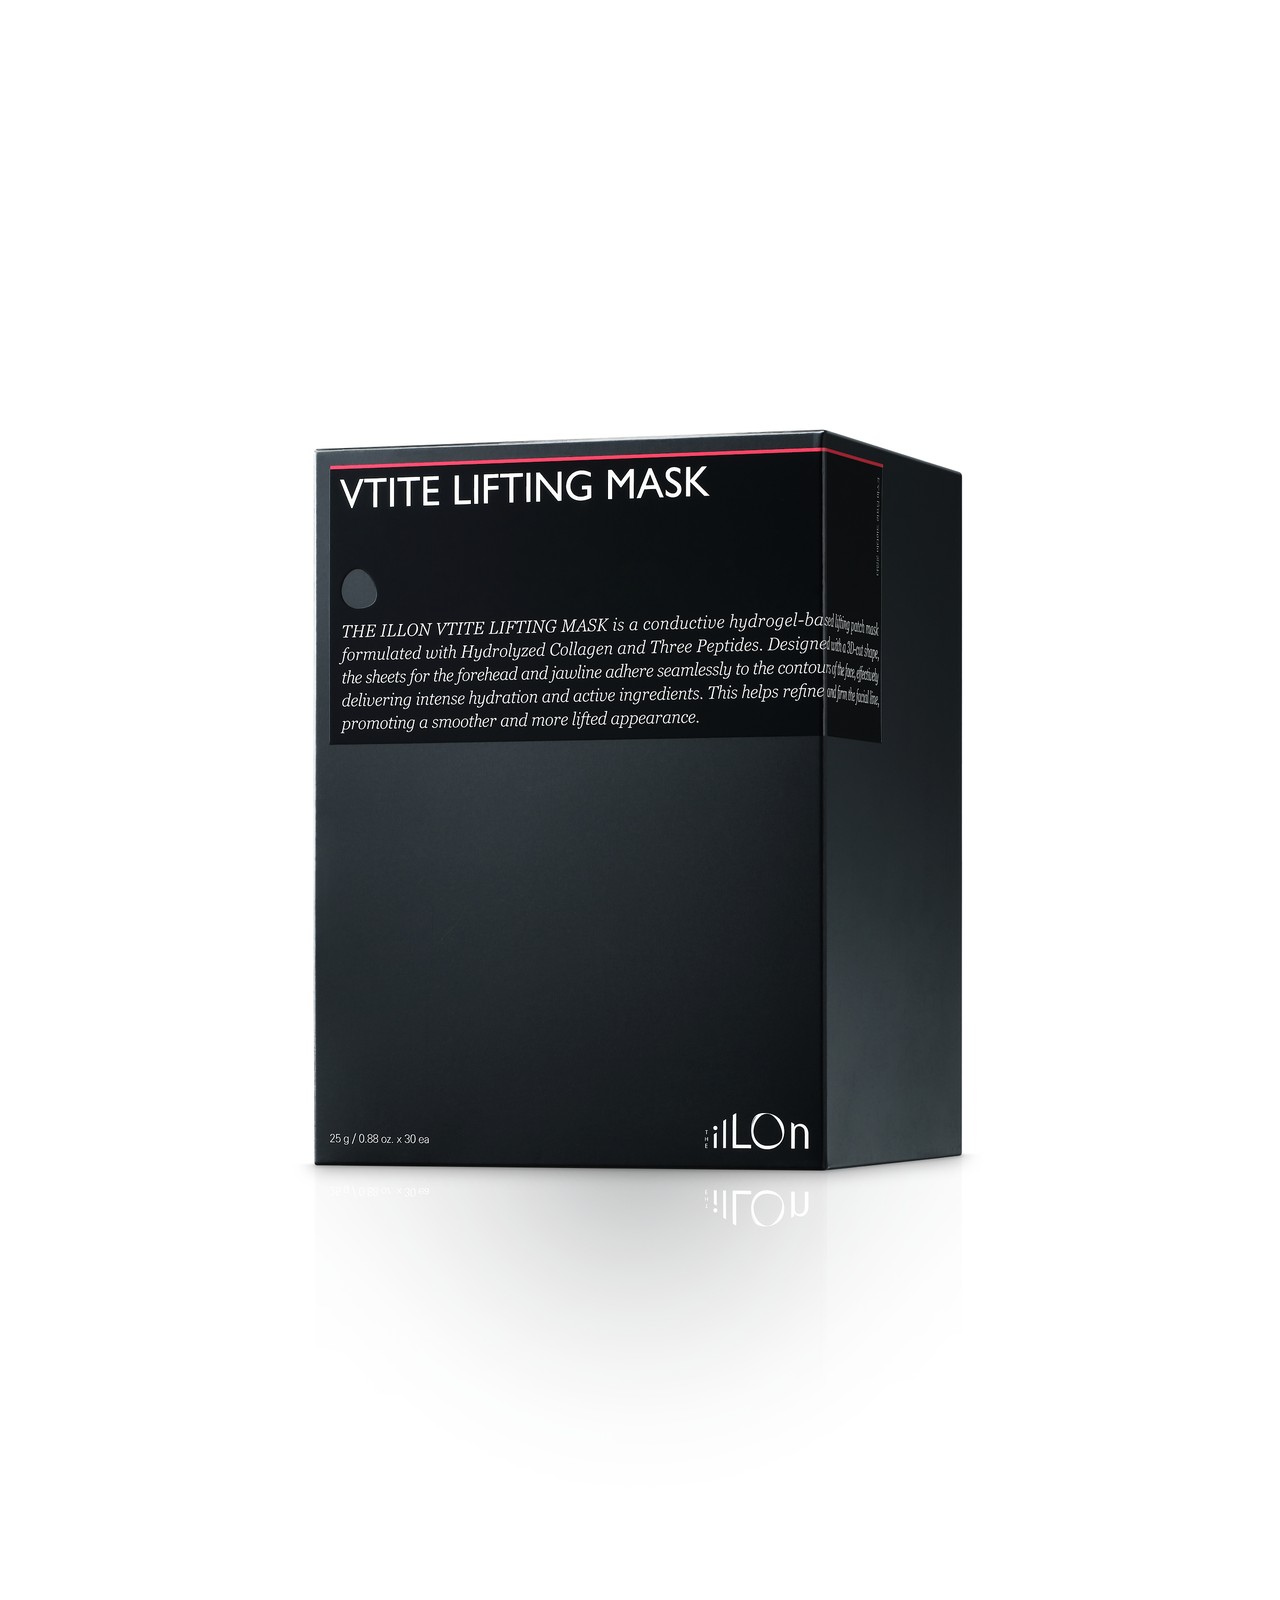 VTITE LIFTING MASK
THE ILLON VTITE LIFTING MASK is a conductive hydrogel-based lifting patch mask
formulated with Hydrolyzed Collagen and Three Peptides. Designed with a 3D-cut shape,
the sheets for the forehead and jawline adhere seamlessly to the contours of the face, effectively
delivering intense hydration and active ingredients. This helps refine and firm the facial line,
promoting a smoother and more lifted appearance.
25 g / 0.88 oz. x 30 ea
THE illOn